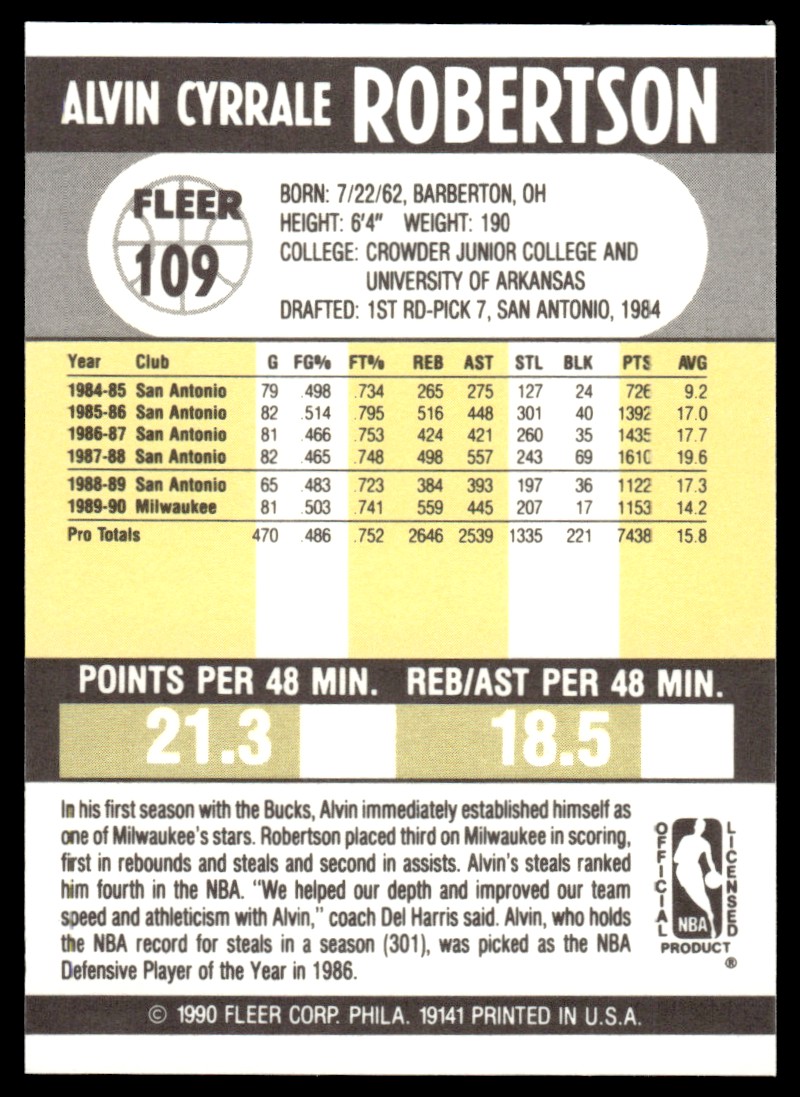 ALVIN CYRRALE ROBERTSON
FLEER
109
BORN: 7/22/62, BARBERTON, OH
HEIGHT: 6'4" WEIGHT: 190
COLLEGE: CROWDER JUNIOR COLLEGE AND
UNIVERSITY OF ARKANSAS
DRAFTED: 1ST RD-PICK 7, SAN ANTONIO, 1984
Year Club G FG% FT% REB AST STL BLK PTS AVG
1984-85 San Antonio 79 .498 .734 265 275 127 24 726 9.2
1985-86 San Antonio 82 .514 .795 516 448 301 40 1392 17.0
1986-87 San Antonio 81 .466 .753 424 421 260 35 1435 17.7
1987-88 San Antonio 82 .465 .748 498 557 243 69 1610 19.6
1988-89 San Antonio 65 .483 .723 384 393 197 36 1122 17.3
1989-90 Milwaukee 81 .503 .741 559 445 207 17 1153 14.2
Pro Totals 470 .486 .752 2646 2539 1335 221 7438 15.8
POINTS PER 48 MIN. REB/AST PER 48 MIN.
21.3 18.5
In his first season with the Bucks, Alvin immediately established himself as
one of Milwaukee's stars. Robertson placed third on Milwaukee in scoring,
first in rebounds and steals and second in assists. Alvin's steals ranked
him fourth in the NBA. "We helped our depth and improved our team
speed and athleticism with Alvin," coach Del Harris said. Alvin, who holds
the NBA record for steals in a season (301), was picked as the NBA
Defensive Player of the Year in 1986.
OFFICIAL
LICENSED
NBA
PRODUCT
®
© 1990 FLEER CORP. PHILA. 19141 PRINTED IN U.S.A.